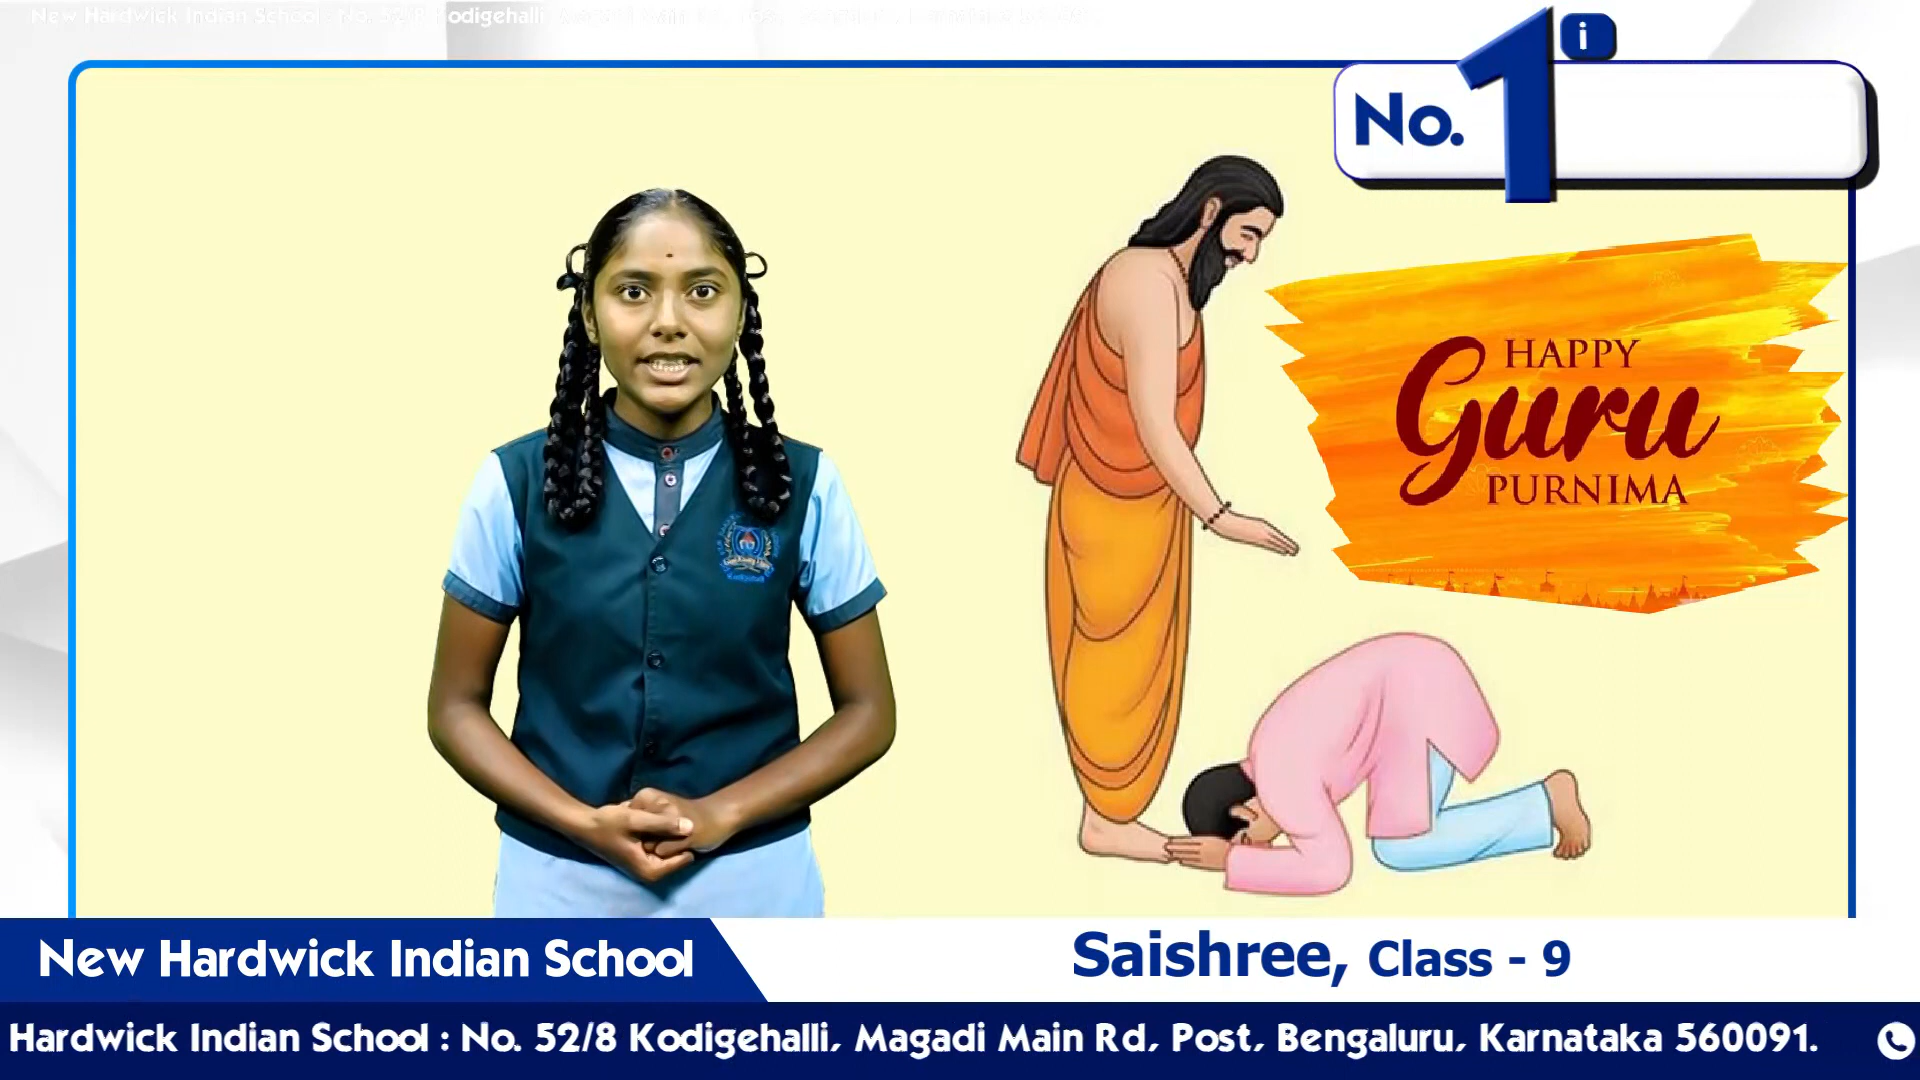 No. 1
i
HAPPY
Guru
PURNIMA
New Hardwick Indian School
Saishree, Class - 9
Hardwick Indian School : No. 52/8 Kodigehalli, Magadi Main Rd, Post, Bengaluru, Karnataka 560091.